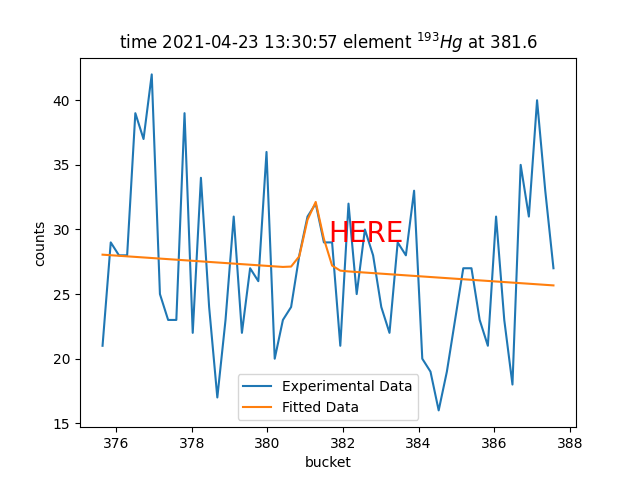 time 2021-04-23 13:30:57 element ¹⁹³Hg at 381.6
counts
40
35
30
25
20
15
HERE
Experimental Data
Fitted Data
376 378 380 382 384 386 388
bucket